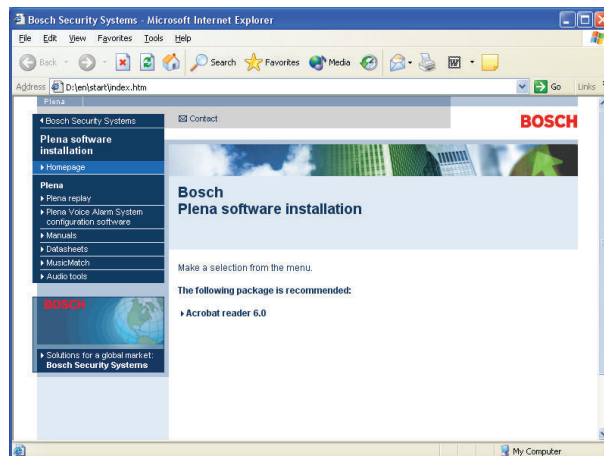 Bosch Security Systems - Microsoft Internet Explorer
File Edit View Favorites Tools Help
Back Search Favorites Media
Address D:\en\start\index.htm Go Links
Plena
Bosch Security Systems
Contact
BOSCH
Plena software
installation
Homepage
Plena
Plena replay
Plena Voice Alarm System
configuration software
Manuals
Datasheets
MusicMatch
Audio tools
BOSCH
Solutions for a global market:
Bosch Security Systems
Bosch
Plena software installation
Make a selection from the menu.
The following package is recommended:
Acrobat reader 6.0
My Computer